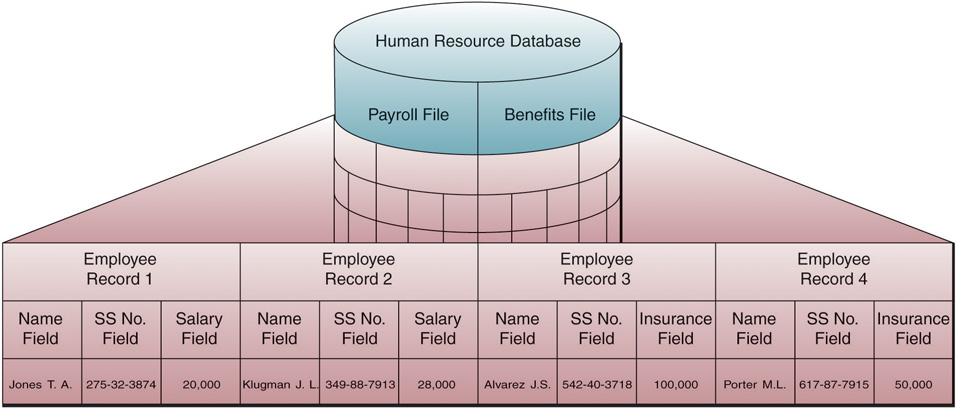 Human Resource Database
Payroll File
Benefits File
Employee
Record 1
Employee
Record 2
Employee
Record 3
Employee
Record 4
Name
Field
SS No.
Field
Salary
Field
Name
Field
SS No.
Field
Salary
Field
Name
Field
SS No.
Field
Insurance
Field
Name
Field
SS No.
Field
Insurance
Field
Jones T. A.
275-32-3874
20,000
Klugman J. L.
349-88-7913
28,000
Alvarez J.S.
542-40-3718
100,000
Porter M.L.
617-87-7915
50,000